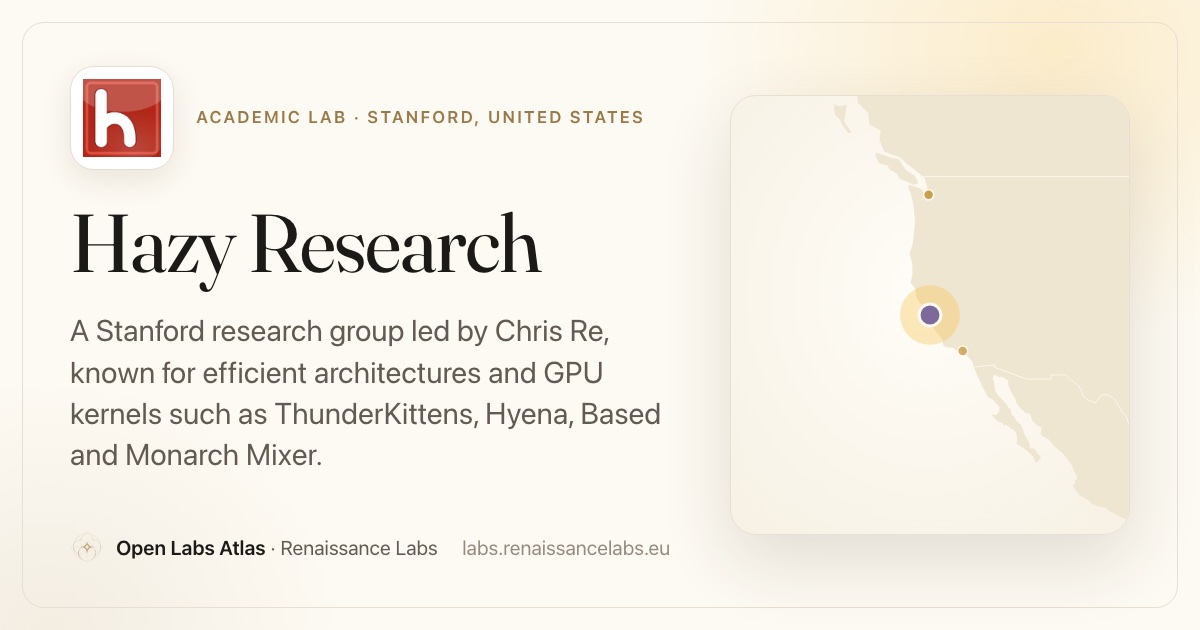 h
ACADEMIC LAB · STANFORD, UNITED STATES
Hazy Research
A Stanford research group led by Chris Re,
known for efficient architectures and GPU
kernels such as ThunderKittens, Hyena, Based
and Monarch Mixer.
Open Labs Atlas · Renaissance Labs labs.renaissancelabs.eu